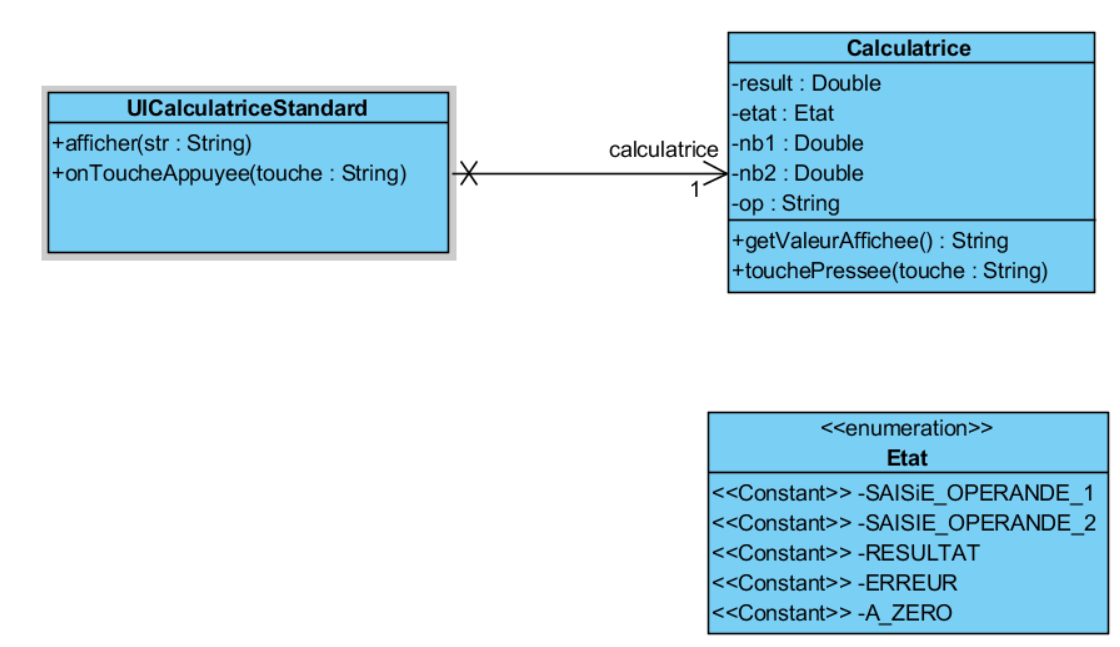 UICalculatriceStandard
+afficher(str : String)
+onToucheAppuyee(touche : String)
calculatrice
1
Calculatrice
-result : Double
-etat : Etat
-nb1 : Double
-nb2 : Double
-op : String
+getValeurAffichee() : String
+touchePressee(touche : String)
<<enumeration>>
Etat
<<Constant>> -SAISiE_OPERANDE_1
<<Constant>> -SAISIE_OPERANDE_2
<<Constant>> -RESULTAT
<<Constant>> -ERREUR
<<Constant>> -A_ZERO